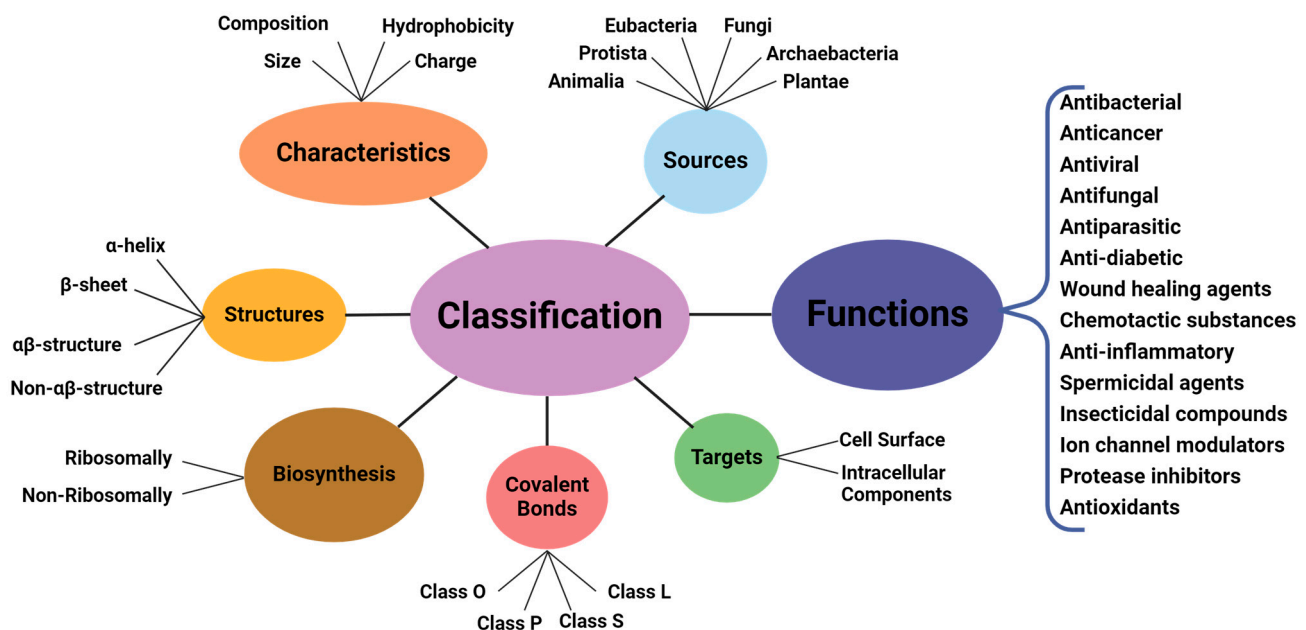 Composition
Hydrophobicity
Size
Charge
Characteristics
Eubacteria
Fungi
Protista
Archaebacteria
Animalia
Plantae
Sources
α-helix
β-sheet
αβ-structure
Non-αβ-structure
Structures
Classification
Functions
Antibacterial
Anticancer
Antiviral
Antifungal
Antiparasitic
Anti-diabetic
Wound healing agents
Chemotactic substances
Anti-inflammatory
Spermicidal agents
Insecticidal compounds
Ion channel modulators
Protease inhibitors
Antioxidants
Ribosomally
Non-Ribosomally
Biosynthesis
Covalent
Bonds
Class O
Class P
Class S
Class L
Targets
Cell Surface
Intracellular
Components